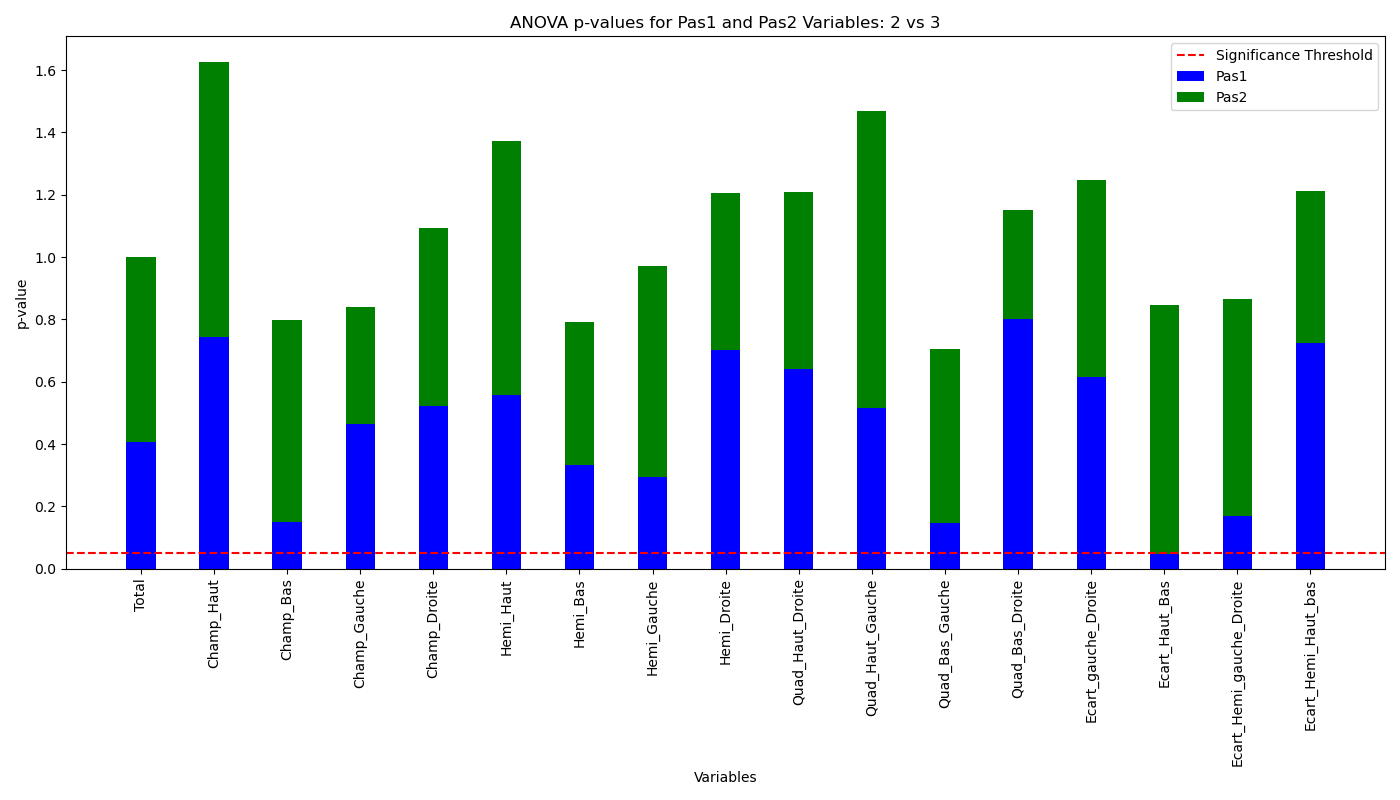 ANOVA p-values for Pas1 and Pas2 Variables: 2 vs 3
Significance Threshold
Pas1
Pas2
p-value
1.6
1.4
1.2
1.0
0.8
0.6
0.4
0.2
0.0
Total
Champ_Haut
Champ_Bas
Champ_Gauche
Champ_Droite
Hemi_Haut
Hemi_Bas
Hemi_Gauche
Hemi_Droite
Quad_Haut_Droite
Quad_Haut_Gauche
Quad_Bas_Gauche
Quad_Bas_Droite
Ecart_gauche_Droite
Ecart_Haut_Bas
Ecart_Hemi_gauche_Droite
Ecart_Hemi_Haut_bas
Variables